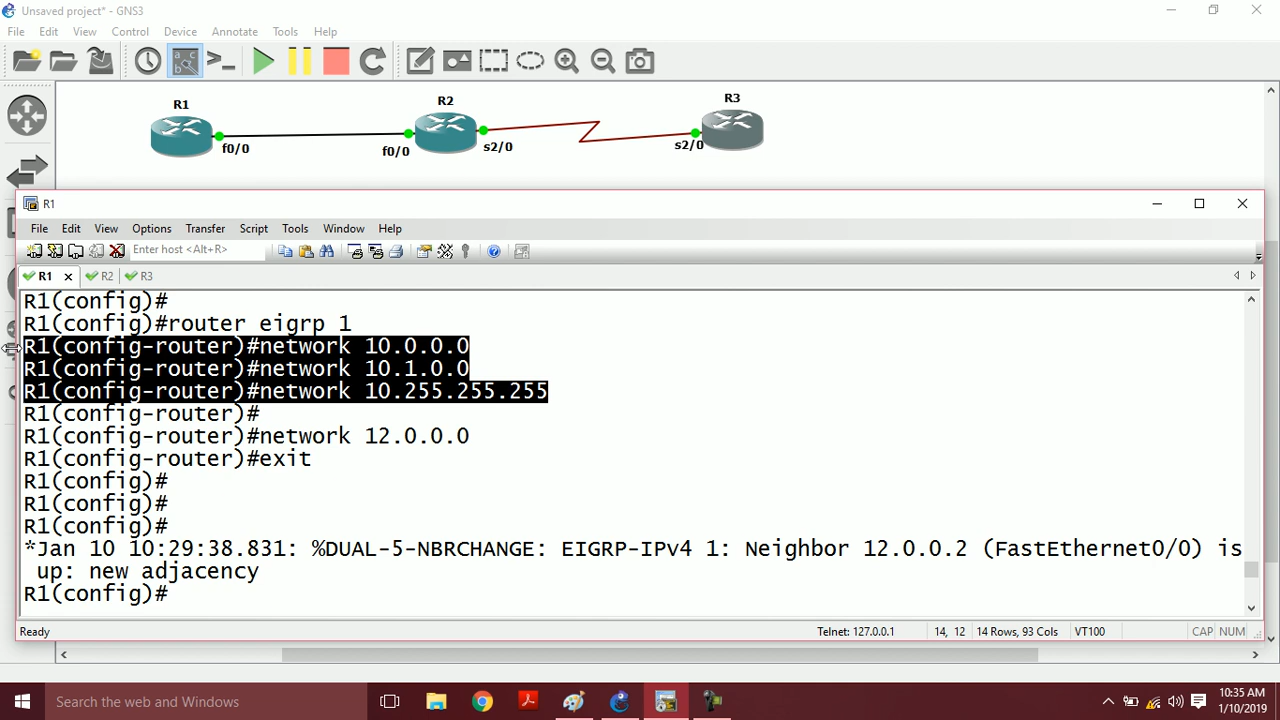 Unsaved project* - GNS3
File Edit View Control Device Annotate Tools Help
R1 R2 R3
f0/0 f0/0 s2/0 s2/0
R1
File Edit View Options Transfer Script Tools Window Help
Enter host <Alt+R>
R1 R2 R3
R1(config)#
R1(config)#router eigrp 1
R1(config-router)#network 10.0.0.0
R1(config-router)#network 10.1.0.0
R1(config-router)#network 10.255.255.255
R1(config-router)#
R1(config-router)#network 12.0.0.0
R1(config-router)#exit
R1(config)#
R1(config)#
R1(config)#
*Jan 10 10:29:38.831: %DUAL-5-NBRCHANGE: EIGRP-IPv4 1: Neighbor 12.0.0.2 (FastEthernet0/0) is
up: new adjacency
R1(config)#
Ready Telnet: 127.0.0.1 14, 12 14 Rows, 93 Cols VT100 CAP NUM
Search the web and Windows
10:35 AM
1/10/2019